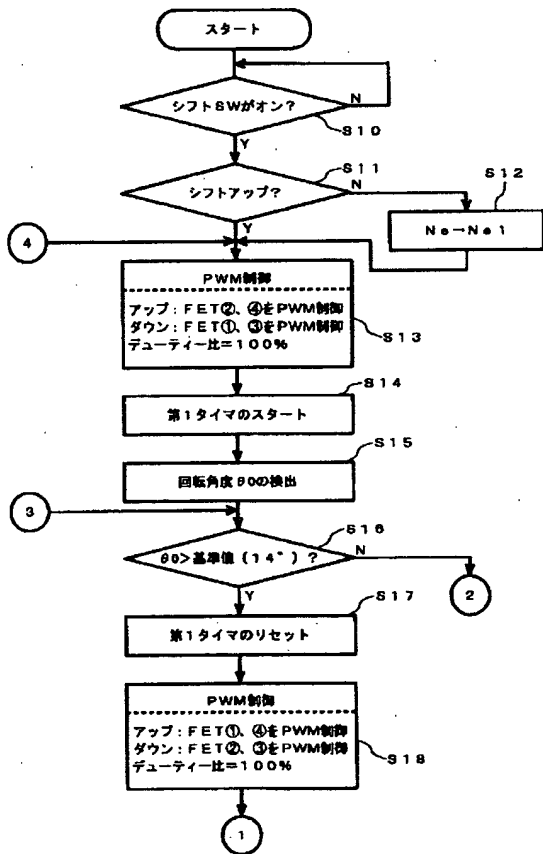 スタート
シフトSWがオン?
N
S10
Y
シフトアップ?
N
S11
S12
Ne→Ne1
Y
④
PWM制御
アップ:FET②、④をPWM制御
ダウン:FET①、③をPWM制御
デューティー比=100%
S13
S14
第1タイマのスタート
S15
回転角度θ0の検出
③
S16
θ0>基準値(14°)?
N
②
Y
S17
第1タイマのリセット
PWM制御
アップ:FET①、④をPWM制御
ダウン:FET②、③をPWM制御
デューティー比=100%
S18
①